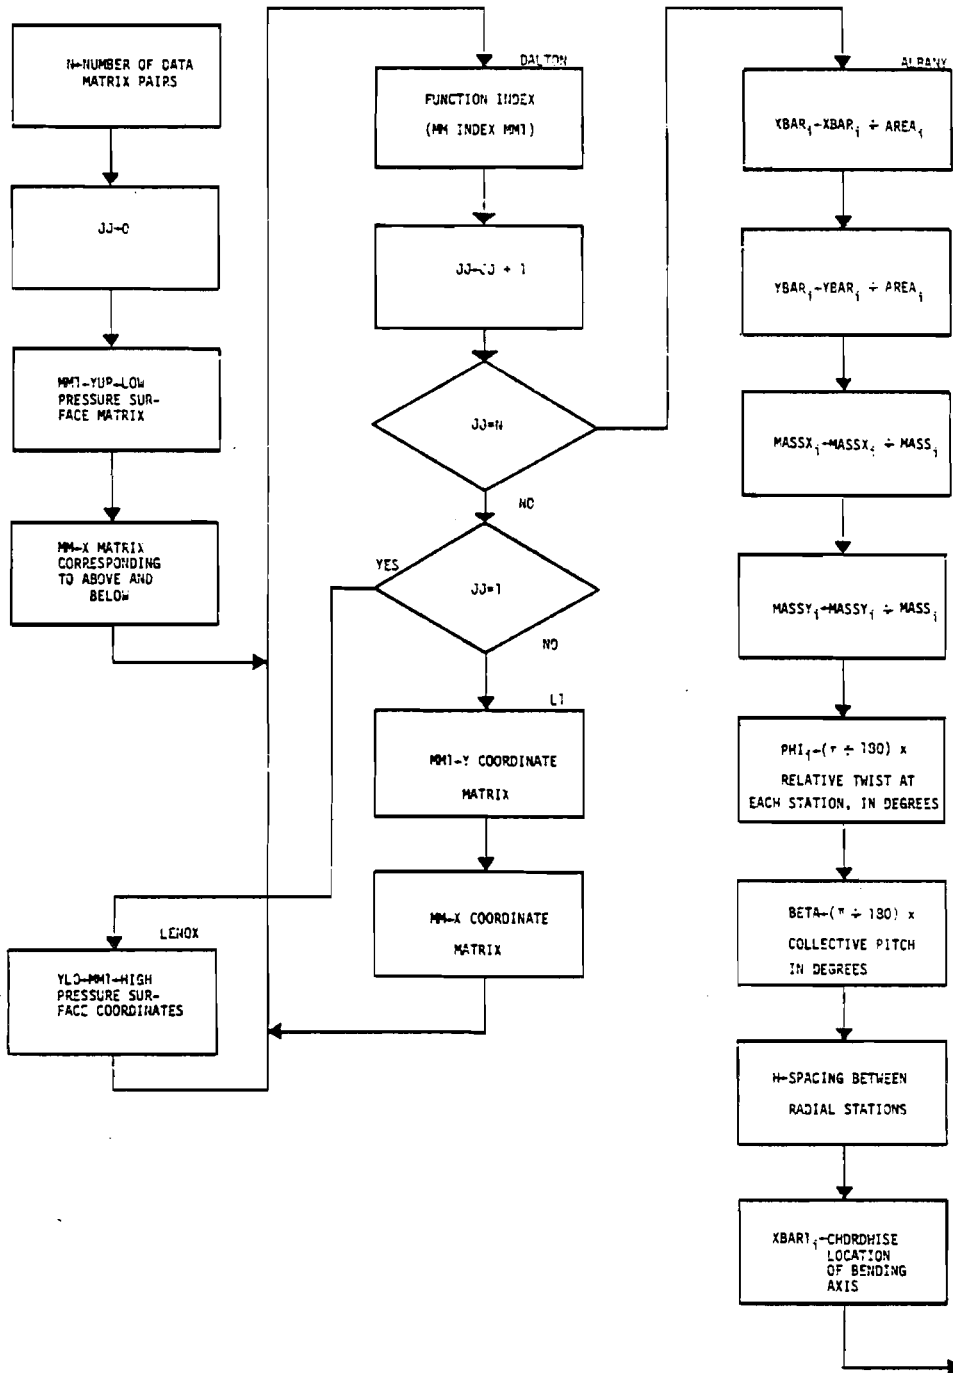 N←NUMBER OF DATA
MATRIX PAIRS
JJ←0
MM1←YUP←LOW
PRESSURE SUR-
FACE MATRIX
MM←X MATRIX
CORRESPONDING
TO ABOVE AND
BELOW
LENOX
YLO←MM1←HIGH
PRESSURE SUR-
FACE COORDINATES
DALTON
FUNCTION INDEX
(MM INDEX MM1)
JJ←JJ + 1
JJ=N
NO
YES
JJ=1
NO
L1
MM1←Y COORDINATE
MATRIX
MM←X COORDINATE
MATRIX
ALBANY
XBARᵢ←XBARᵢ ÷ AREAᵢ
YBARᵢ←YBARᵢ ÷ AREAᵢ
MASSXᵢ←MASSXᵢ ÷ MASSᵢ
MASSYᵢ←MASSYᵢ ÷ MASSᵢ
PHIᵢ←(π ÷ 180) x
RELATIVE TWIST AT
EACH STATION, IN DEGREES
BETA←(π ÷ 180) x
COLLECTIVE PITCH
IN DEGREES
H←SPACING BETWEEN
RADIAL STATIONS
XBAR1ᵢ←CHORDWISE
LOCATION
OF BENDING
AXIS